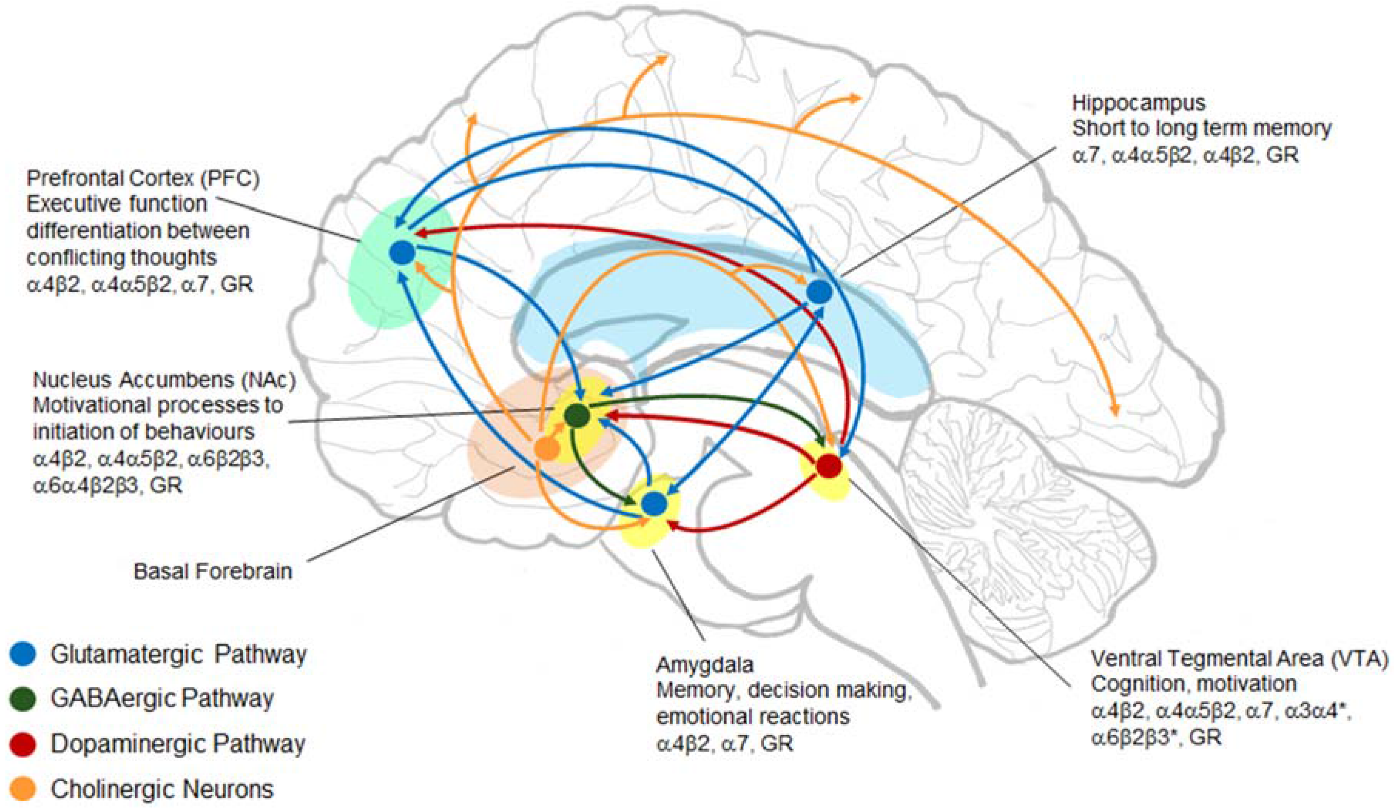 Hippocampus
Short to long term memory
α7, α4α5β2, α4β2, GR
Prefrontal Cortex (PFC)
Executive function
differentiation between
conflicting thoughts
α4β2, α4α5β2, α7, GR
Nucleus Accumbens (NAc)
Motivational processes to
initiation of behaviours
α4β2, α4α5β2, α6β2β3,
α6α4β2β3, GR
Basal Forebrain
Glutamatergic Pathway
GABAergic Pathway
Dopaminergic Pathway
Cholinergic Neurons
Amygdala
Memory, decision making,
emotional reactions
α4β2, α7, GR
Ventral Tegmental Area (VTA)
Cognition, motivation
α4β2, α4α5β2, α7, α3α4*,
α6β2β3*, GR